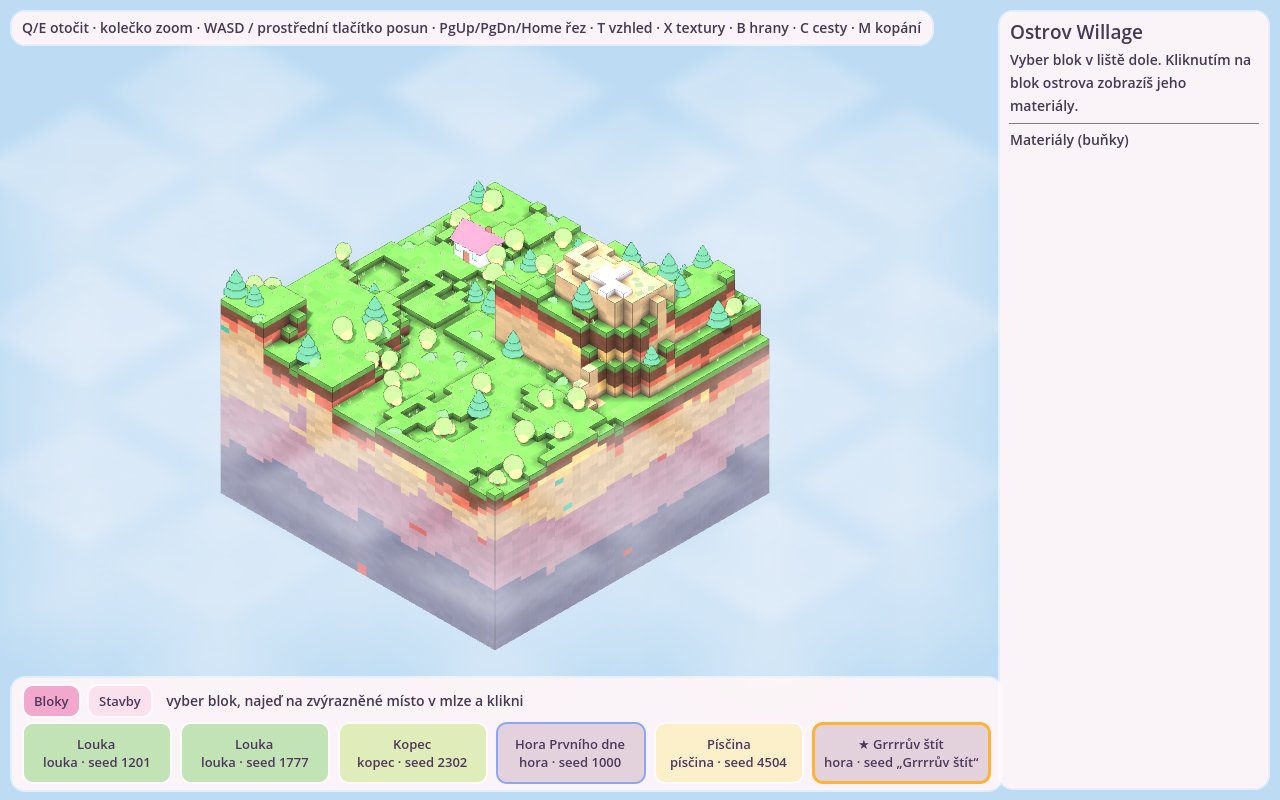 Q/E otočit · kolečko zoom · WASD / prostřední tlačítko posun · PgUp/PgDn/Home řez · T vzhled · X textury · B hrany · C cesty · M kopání
Ostrov Willage
Vyber blok v liště dole. Kliknutím na
blok ostrova zobrazíš jeho
materiály.
Materiály (buňky)
Bloky
Stavby
vyber blok, najeď na zvýrazněné místo v mlze a klikni
Louka
louka · seed 1201
Louka
louka · seed 1777
Kopec
kopec · seed 2302
Hora Prvního dne
hora · seed 1000
Písčina
písčina · seed 4504
★ Grrrrův štít
hora · seed „Grrrrův štít“